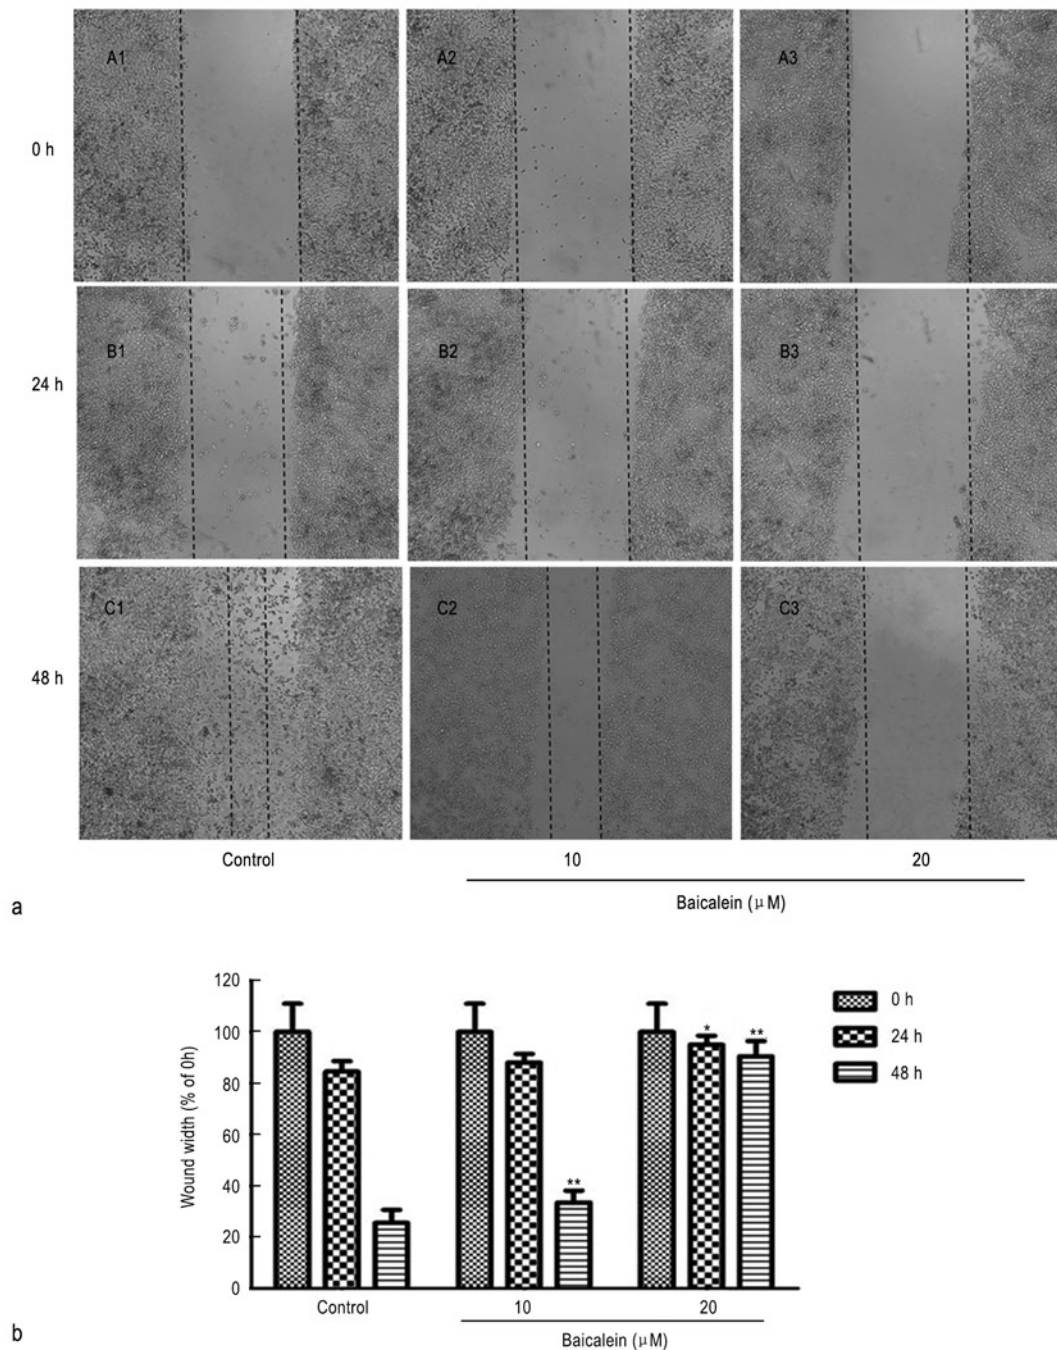 A1 A2 A3
0 h
B1 B2 B3
24 h
C1 C2 C3
48 h
Control 10 20
Baicalein (μM)
a
120
100
80
60
40
20
0
Wound width (% of 0h)
* **
**
0 h
24 h
48 h
Control 10 20
Baicalein (μM)
b